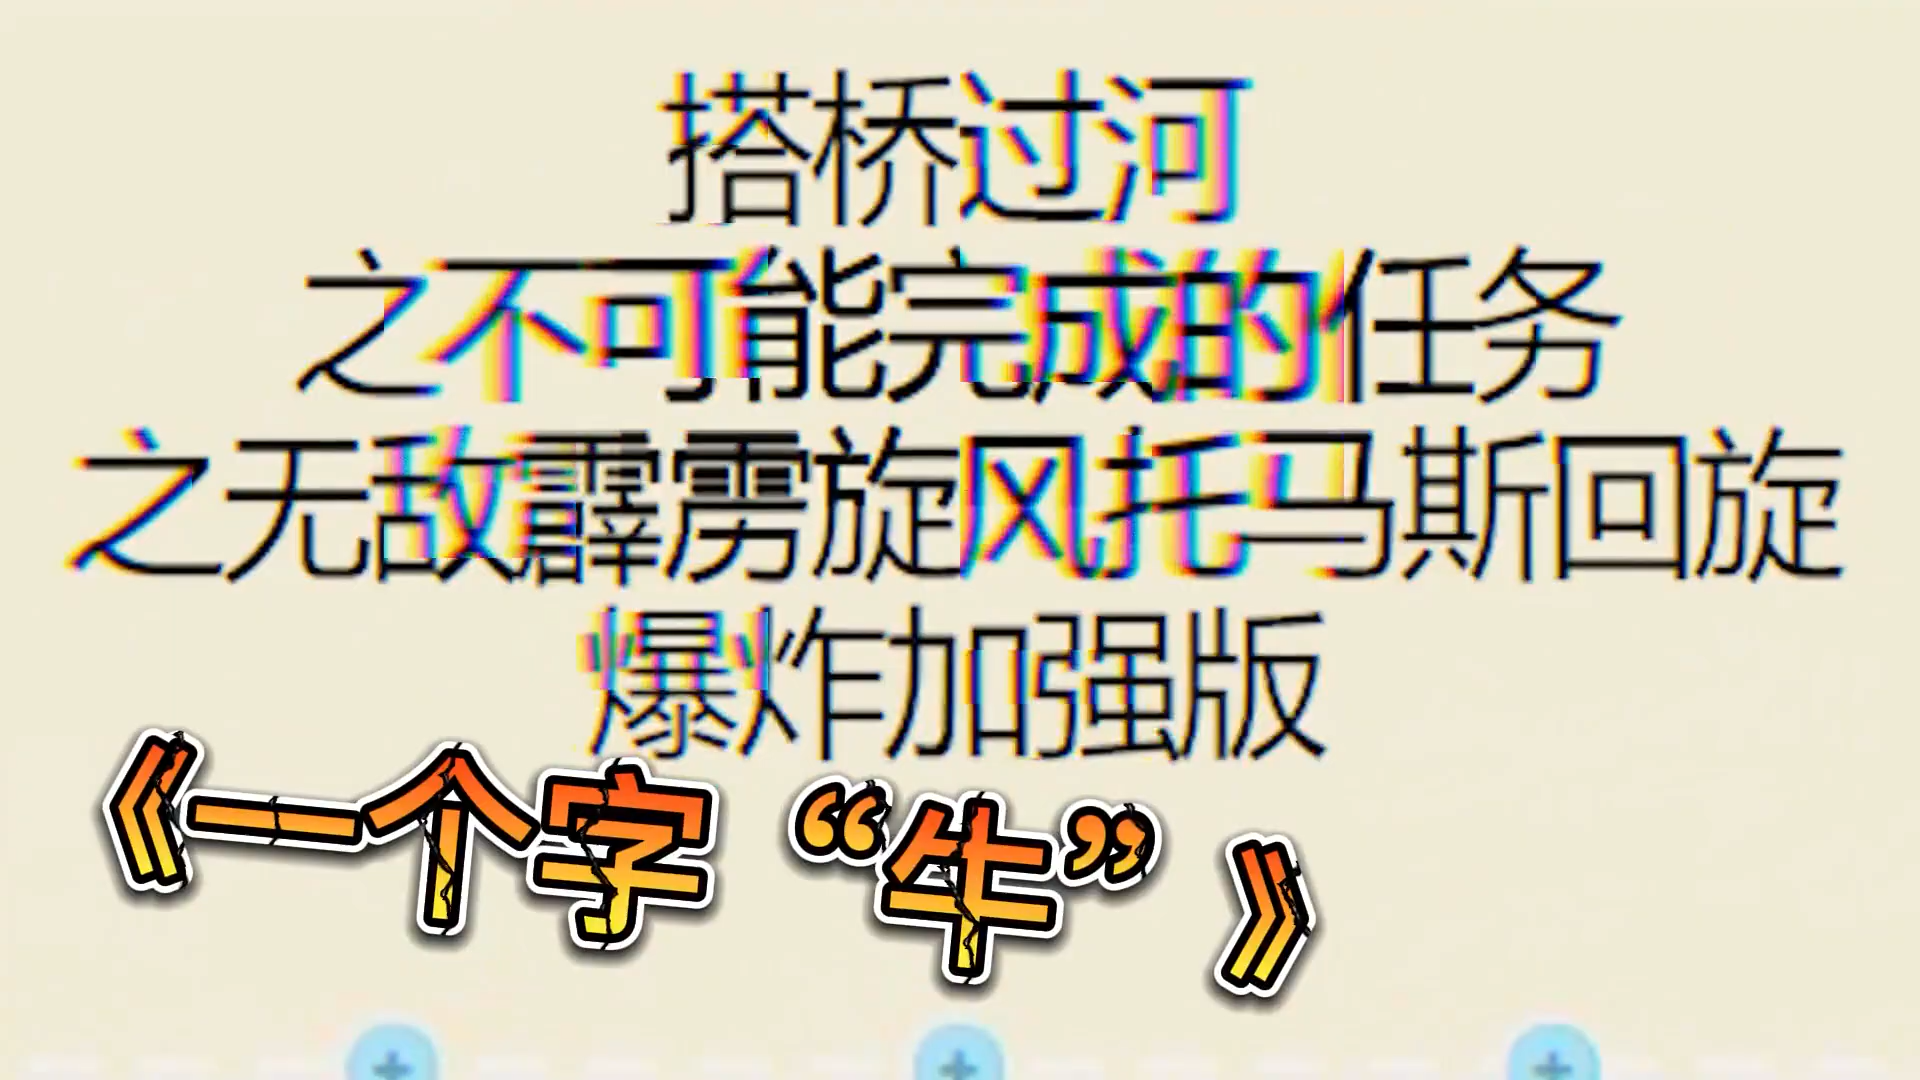 搭桥过河
之不可能完成的任务
之无敌霹雳旋风托马斯回旋
爆炸加强版
《一个字“牛”》